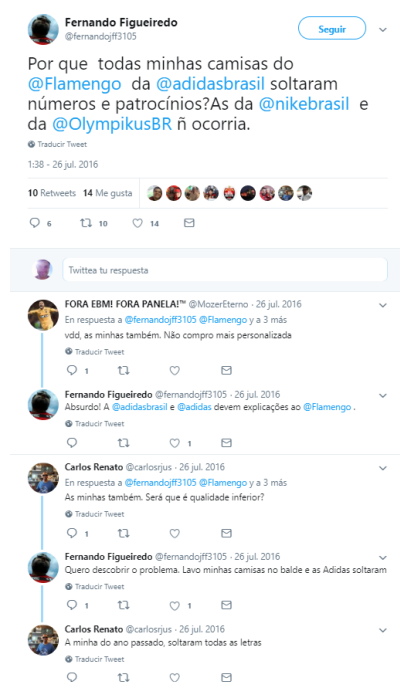 Fernando Figueiredo
@fernandojff3105
Seguir
Por que todas minhas camisas do
@Flamengo da @adidasbrasil soltaram
números e patrocínios?As da @nikebrasil e
da @OlympikusBR ñ ocorria.
Traducir Tweet
1:38 - 26 jul. 2016
10 Retweets 14 Me gusta
6 10 14
Twittea tu respuesta
FORA EBM! FORA PANELA!™ @MozerEterno · 26 jul. 2016
En respuesta a @fernandojff3105 @Flamengo y a 3 más
vdd, as minhas também. Não compro mais personalizada
Traducir Tweet
1
Fernando Figueiredo @fernandojff3105 · 26 jul. 2016
Absurdo! A @adidasbrasil e @adidas devem explicações ao @Flamengo .
Traducir Tweet
1
Carlos Renato @carlosrjus · 26 jul. 2016
En respuesta a @fernandojff3105 @Flamengo y a 3 más
As minhas também. Será que é qualidade inferior?
Traducir Tweet
1
Fernando Figueiredo @fernandojff3105 · 26 jul. 2016
Quero descobrir o problema. Lavo minhas camisas no balde e as Adidas soltaram
Traducir Tweet
1 1
Carlos Renato @carlosrjus · 26 jul. 2016
A minha do ano passado, soltaram todas as letras
Traducir Tweet